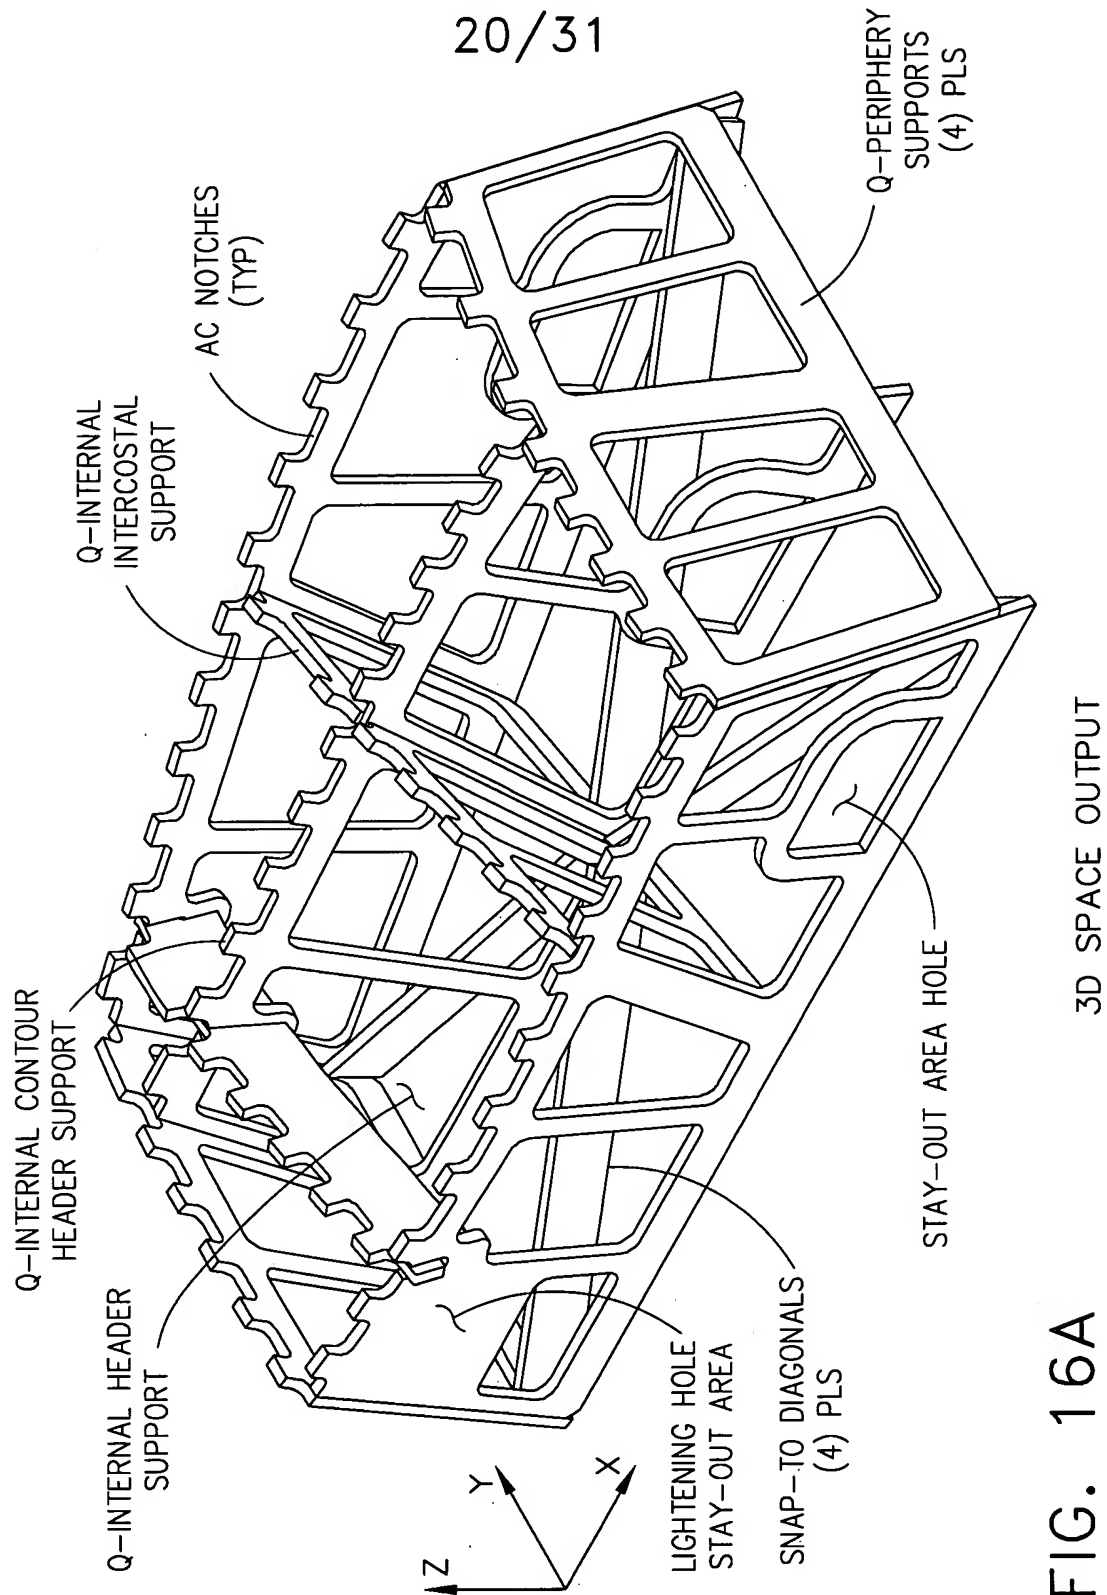 20/31
Q-INTERNAL CONTOUR
HEADER SUPPORT
Q-INTERNAL HEADER
SUPPORT
Q-INTERNAL
INTERCOSTAL
SUPPORT
AC NOTCHES
(TYP)
Q-PERIPHERY
SUPPORTS
(4) PLS
Z
Y
X
LIGHTENING HOLE
STAY-OUT AREA
SNAP-TO DIAGONALS
(4) PLS
STAY-OUT AREA HOLE
3D SPACE OUTPUT
FIG. 16A